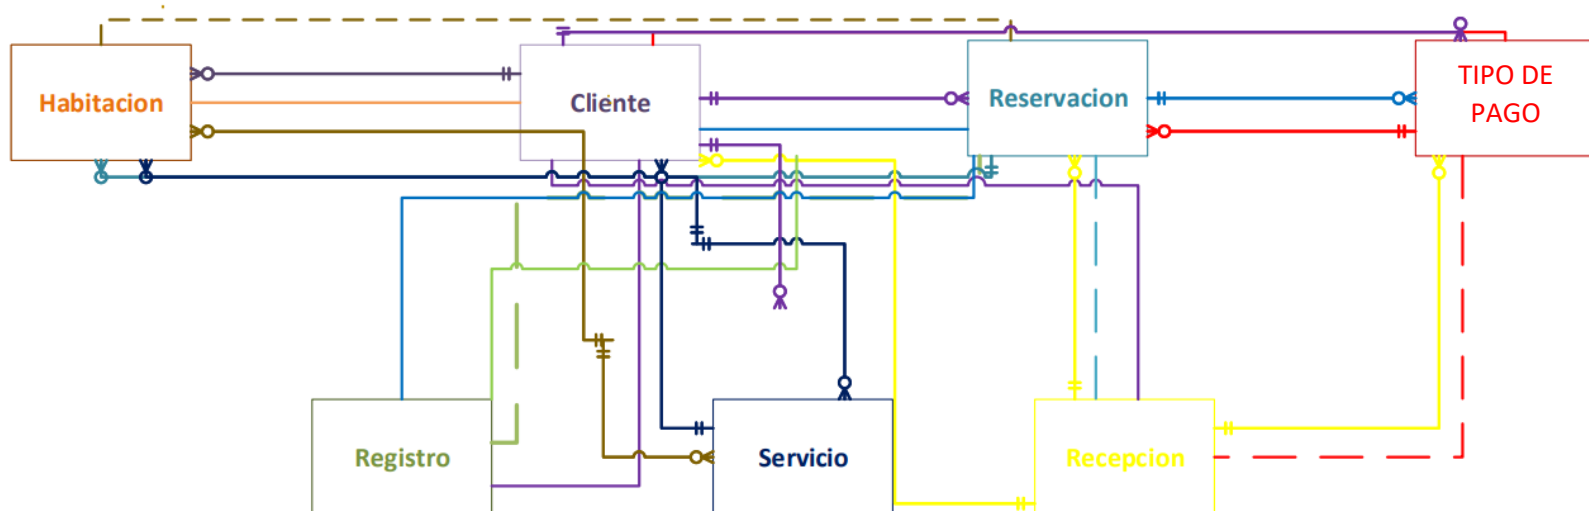 Habitacion
Cliente
Reservacion
TIPO DE
PAGO
Registro
Servicio
Recepcion